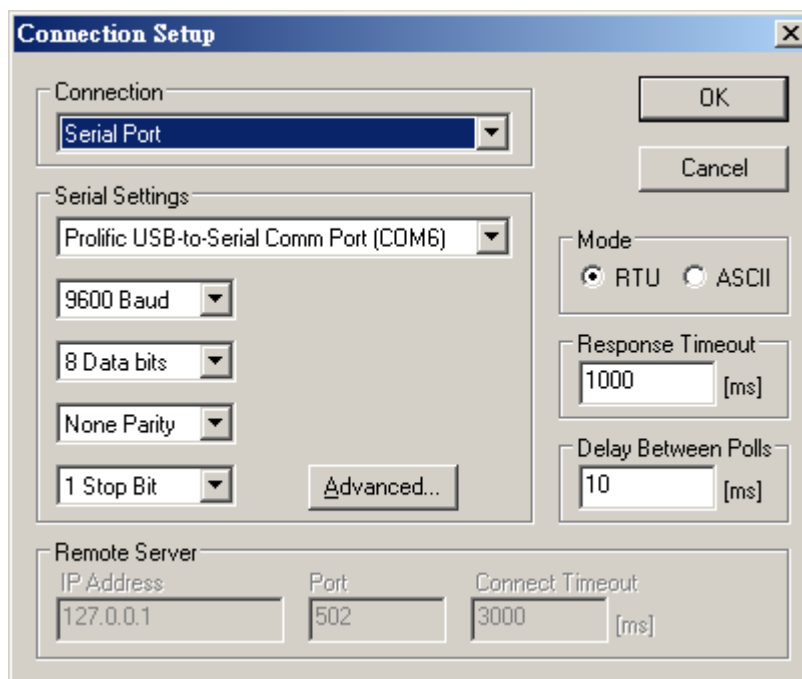 Connection Setup
Connection
Serial Port
OK
Cancel
Serial Settings
Prolific USB-to-Serial Comm Port (COM6)
9600 Baud
8 Data bits
None Parity
1 Stop Bit
Advanced...
Mode
RTU ASCII
Response Timeout
1000 [ms]
Delay Between Polls
10 [ms]
Remote Server
IP Address Port Connect Timeout
127.0.0.1 502 3000 [ms]